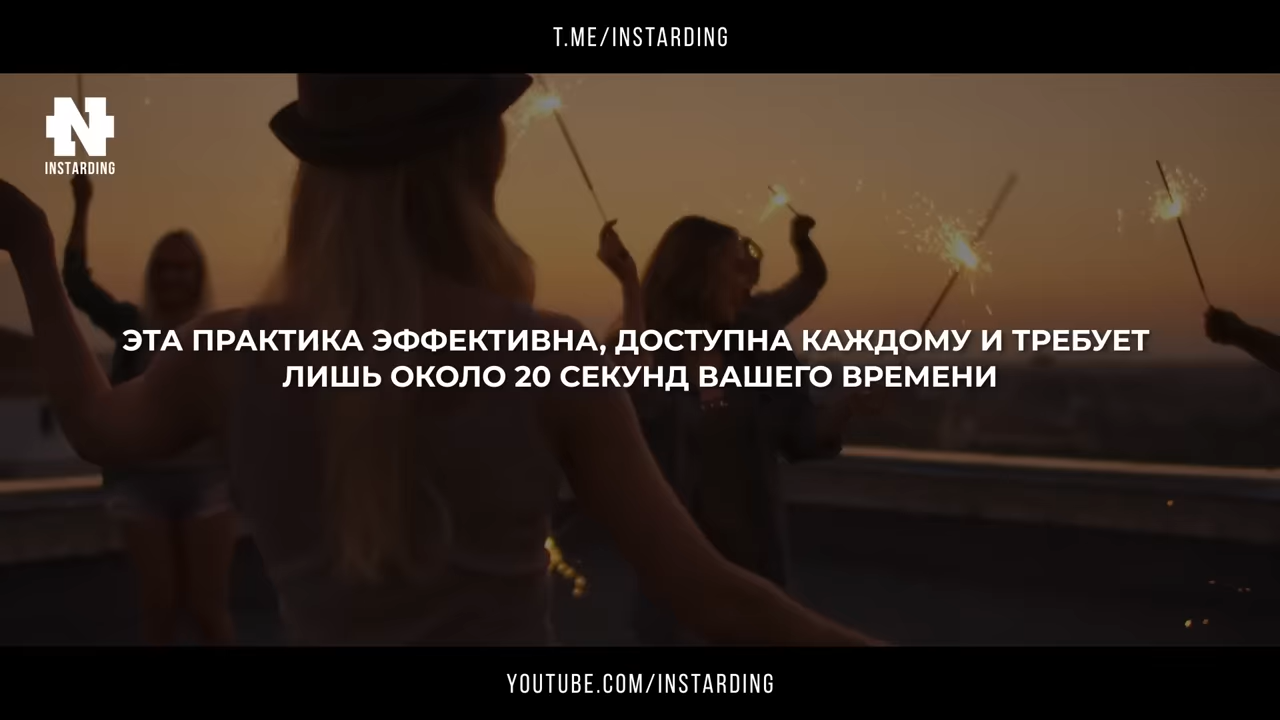 T.ME/INSTARDING
INSTARDING
ЭТА ПРАКТИКА ЭФФЕКТИВНА, ДОСТУПНА КАЖДОМУ И ТРЕБУЕТ
ЛИШЬ ОКОЛО 20 СЕКУНД ВАШЕГО ВРЕМЕНИ
YOUTUBE.COM/INSTARDING